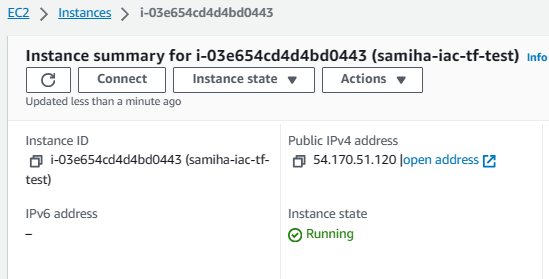 EC2 > Instances > i-03e654cd4d4bd0443
Instance summary for i-03e654cd4d4bd0443 (samiha-iac-tf-test) Info
Connect Instance state Actions
Updated less than a minute ago
Instance ID
i-03e654cd4d4bd0443 (samiha-iac-tf-
test)
Public IPv4 address
54.170.51.120 |open address
IPv6 address
–
Instance state
Running